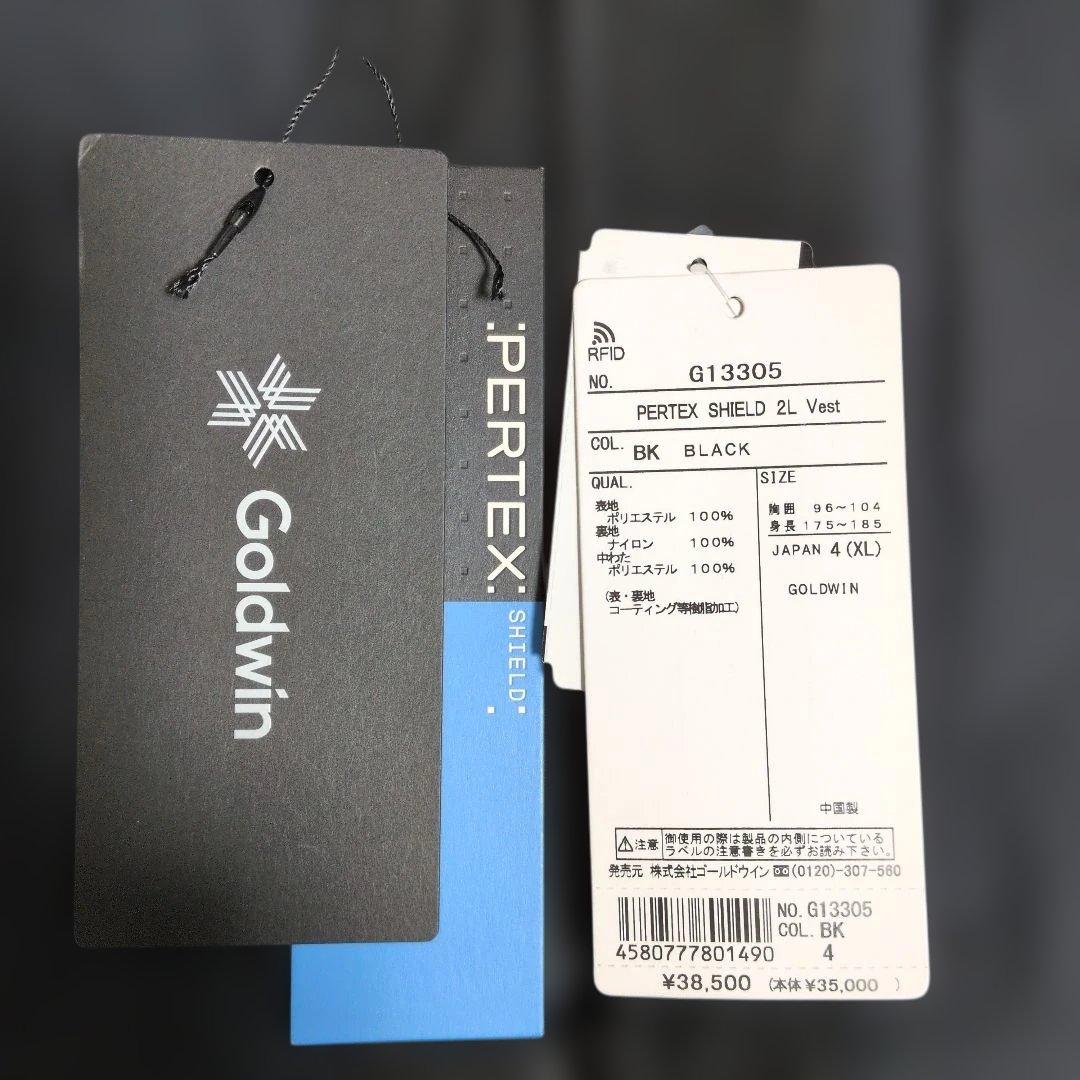 Goldwin
:PERTEX:
SHIELD
RFID
NO. G13305
PERTEX SHIELD 2L Vest
COL. BK BLACK
QUAL.
表地
ポリエステル 100%
裏地
ナイロン 100%
中わた
ポリエステル 100%
(表・裏地
コーティング等樹脂加工)
SIZE
胸囲 96~104
身長 175~185
JAPAN 4(XL)
GOLDWIN
中国製
注意 御使用の際は製品の内側についている
ラベルの注意書きを必ずお読み下さい。
発売元 株式会社ゴールドウイン (0120)-307-560
NO. G13305
COL. BK
4
4580777801490
¥38,500 (本体 ¥35,000 )